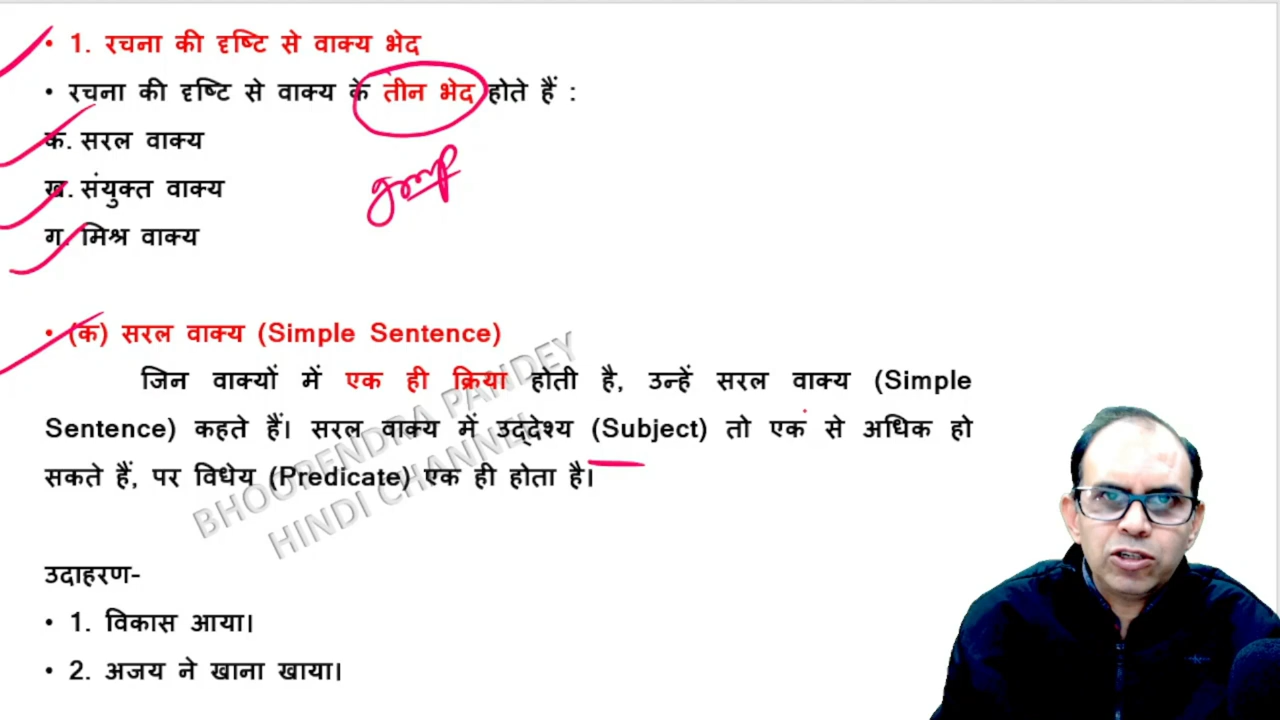 • 1. रचना की दृष्टि से वाक्य भेद
• रचना की दृष्टि से वाक्य के तीन भेद होते हैं :
क. सरल वाक्य
ख. संयुक्त वाक्य
ग. मिश्र वाक्य
• (क) सरल वाक्य (Simple Sentence)
जिन वाक्यों में एक ही क्रिया होती है, उन्हें सरल वाक्य (Simple
Sentence) कहते हैं। सरल वाक्य में उद्देश्य (Subject) तो एक से अधिक हो
सकते हैं, पर विधेय (Predicate) एक ही होता है।
BHOOPENDRA PANDEY
HINDI CHANNEL
उदाहरण-
• 1. विकास आया।
• 2. अजय ने खाना खाया।